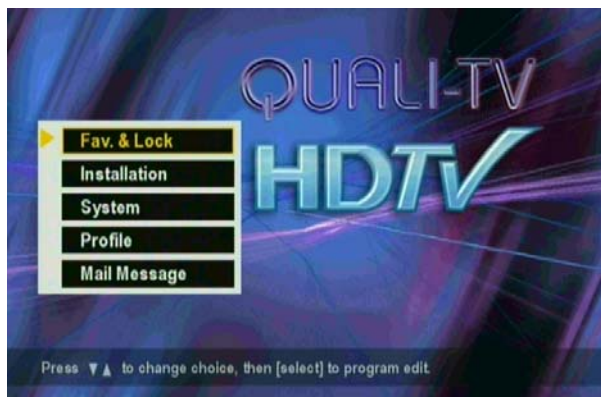 QUALI-TV
HDTV
Fav. & Lock
Installation
System
Profile
Mail Message
Press ▼▲ to change choice, then [select] to program edit.